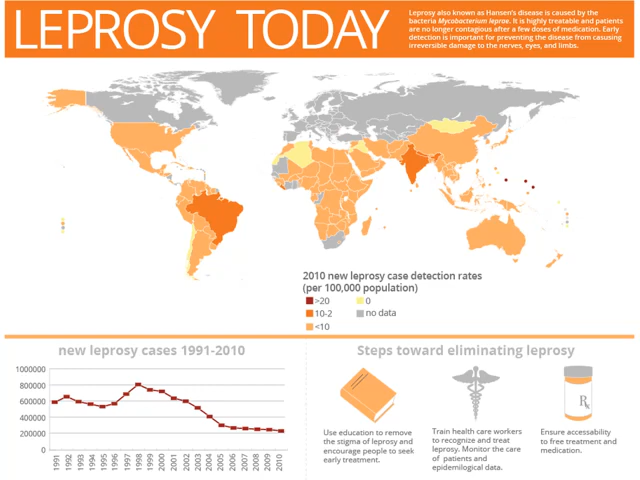 LEPROSY TODAY
Leprosy also known as Hansen's disease is caused by the
bacteria Mycobacterium leprae. It is highly treatable and patients
are no longer contagious after a few doses of medication. Early
detection is important for preventing the disease from casusing
irreversible damage to the nerves, eyes, and limbs.
2010 new leprosy case detection rates
(per 100,000 population)
>20
0
10-2
no data
<10
new leprosy cases 1991-2010
1000000
800000
600000
400000
200000
0
1991
1992
1993
1994
1995
1996
1997
1998
1999
2000
2001
2002
2003
2004
2005
2006
2007
2008
2009
2010
Steps toward eliminating leprosy
Rx
Use education to remove
the stigma of leprosy and
encourage people to seek
early treatment.
Train health care workers
to recognize and treat
leprosy. Monitor the care
of patients and
epidemilogical data.
Ensure accessability
to free treatment and
medication.